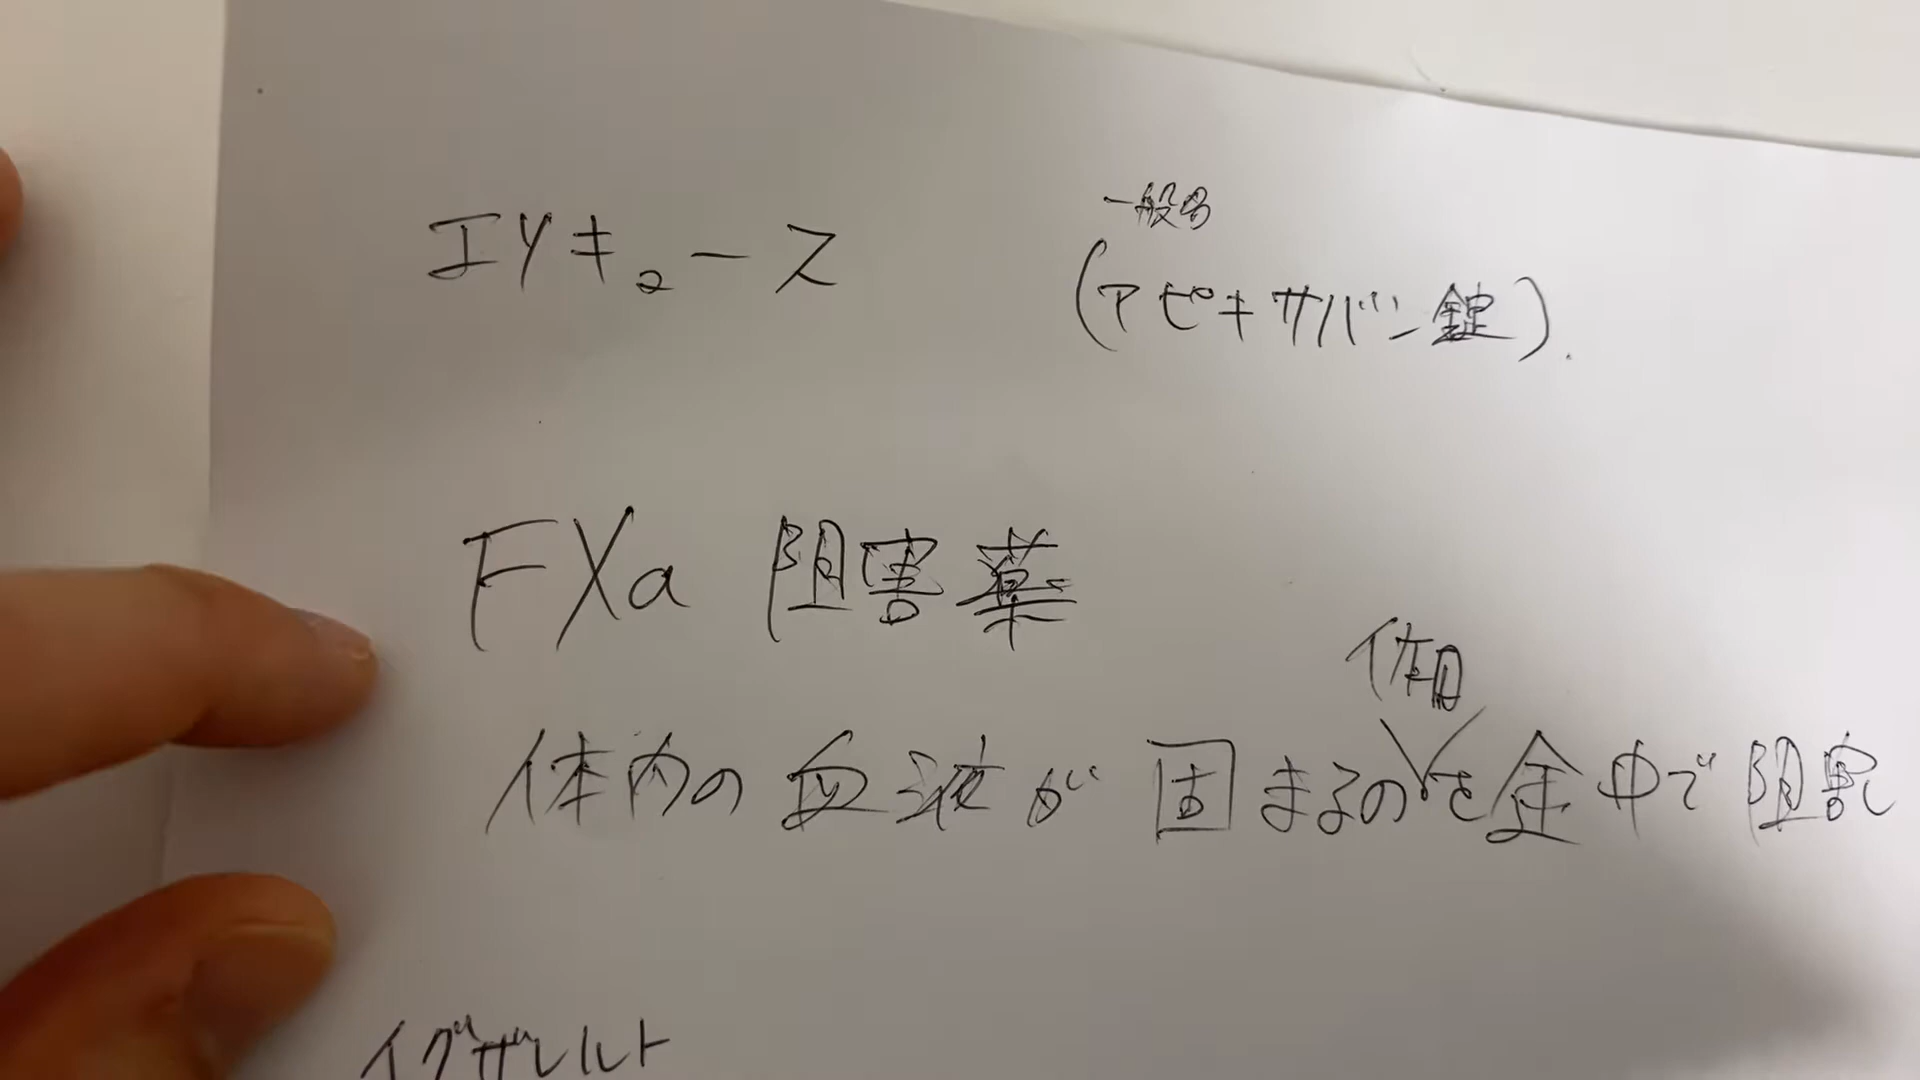 エリキュース
一般名
(アピキサバン錠).
FXa 阻害薬
作用
体内の血液が固まるのを途中で阻害
イグザレルト